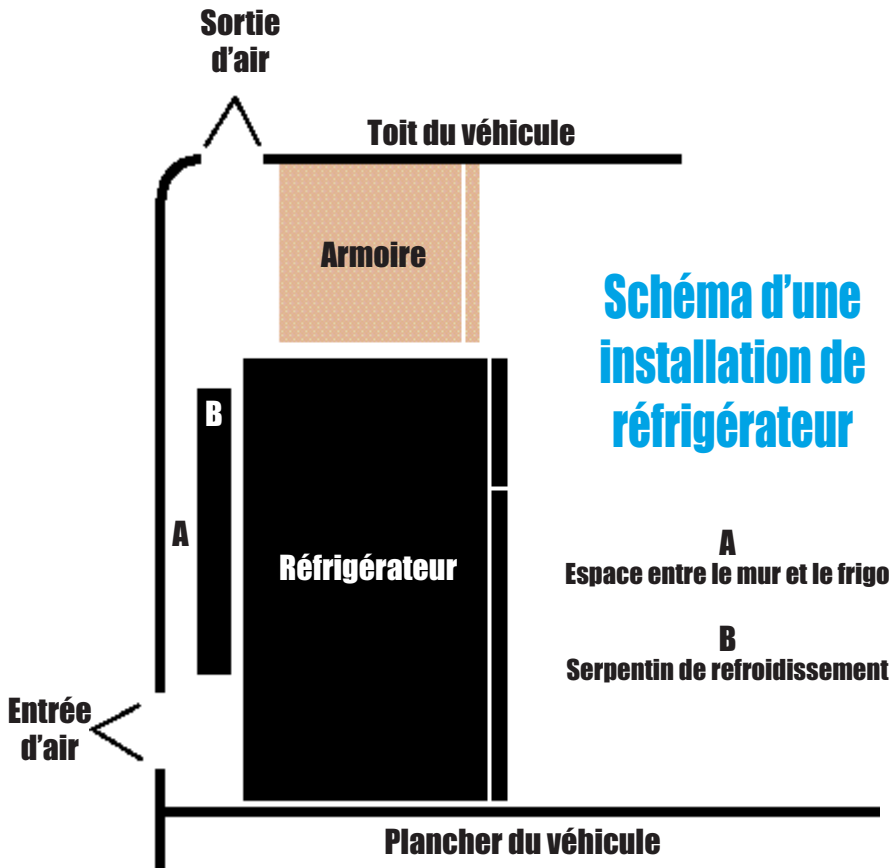 Sortie
d’air
Toit du véhicule
Armoire
Schéma d’une
installation de
réfrigérateur
B
A
Réfrigérateur
A
Espace entre le mur et le frigo
B
Serpentin de refroidissement
Entrée
d’air
Plancher du véhicule